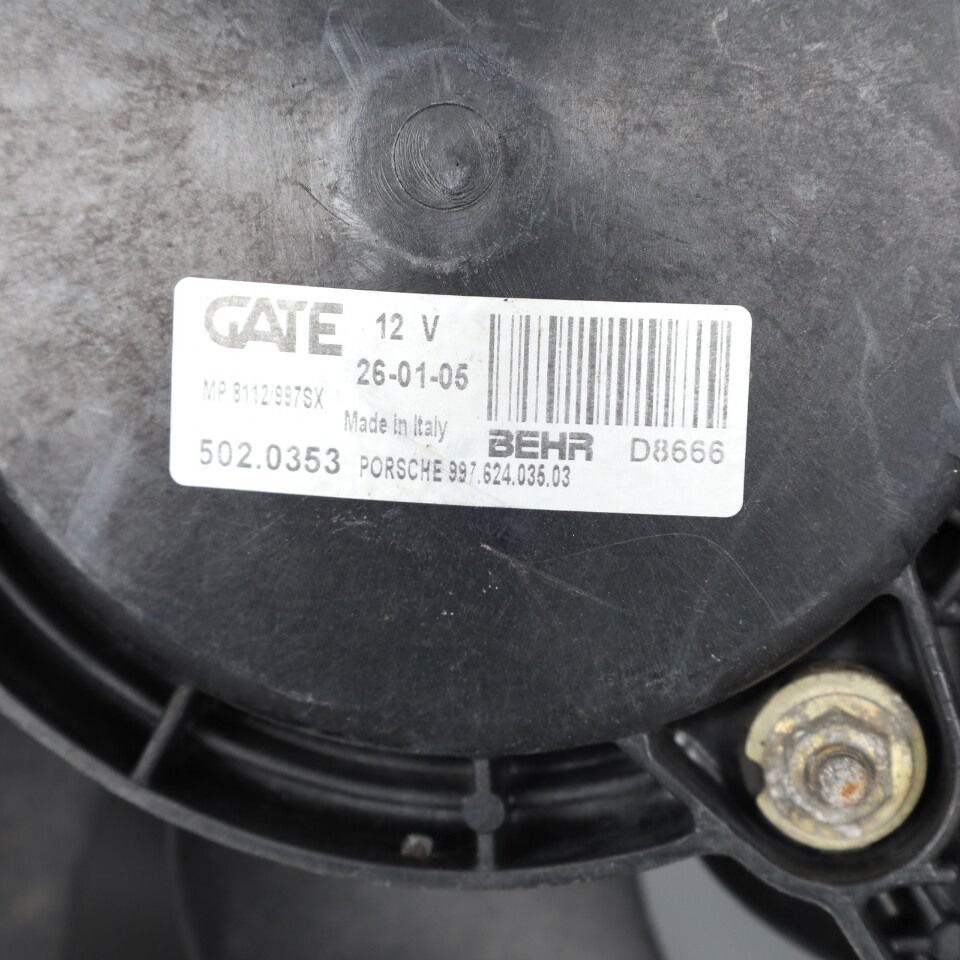 GATE 12 V
26-01-05
MP 8112/997SX
Made in Italy
BEHR D8666
502.0353 PORSCHE 997.624.035.03